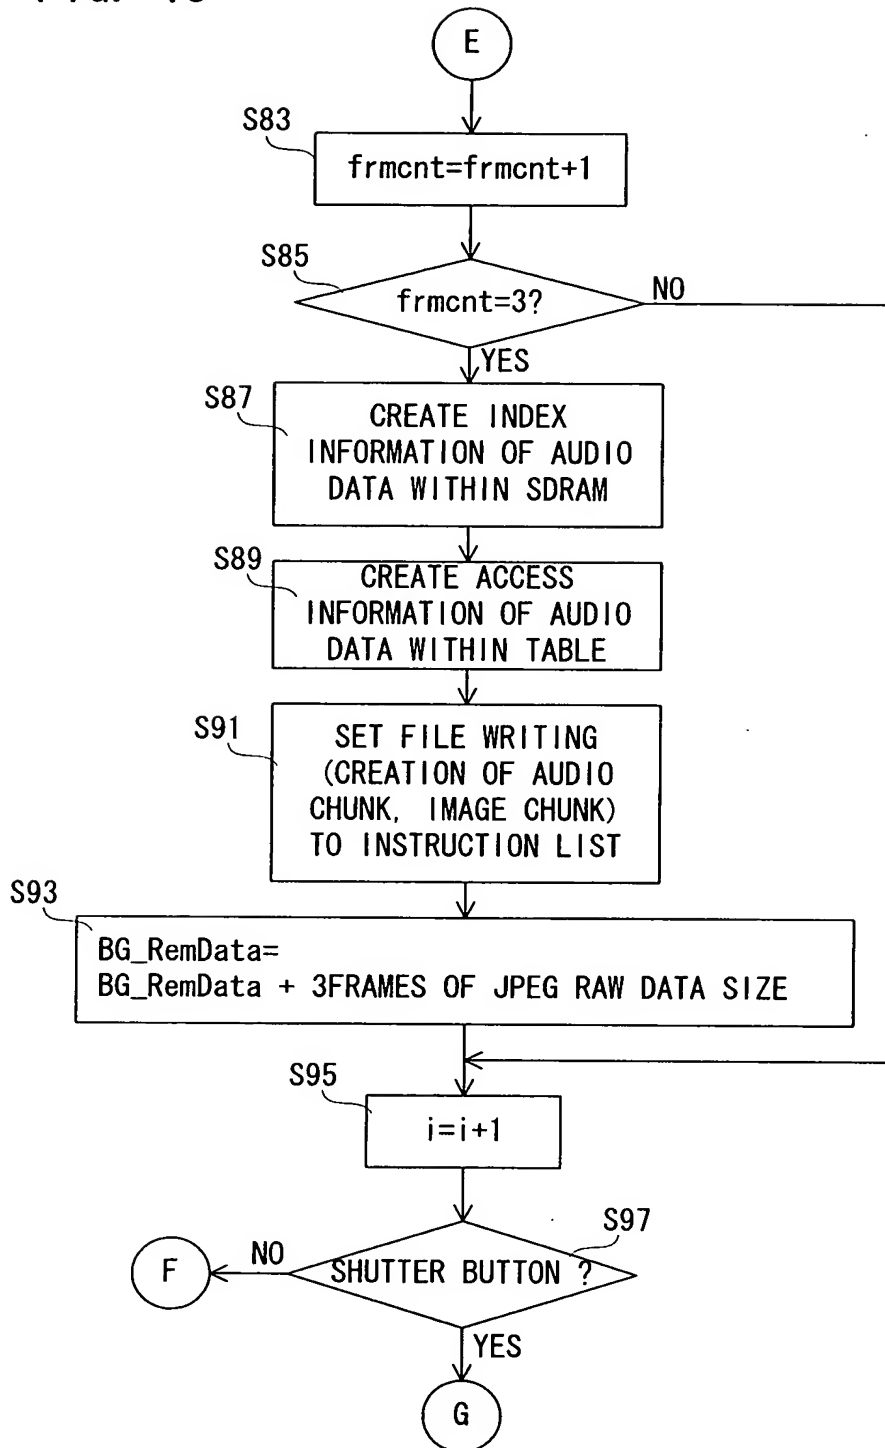 E
S83
frmcnt=frmcnt+1
S85
frmcnt=3?
NO
YES
S87
CREATE INDEX
INFORMATION OF AUDIO
DATA WITHIN SDRAM
S89
CREATE ACCESS
INFORMATION OF AUDIO
DATA WITHIN TABLE
S91
SET FILE WRITING
(CREATION OF AUDIO
CHUNK, IMAGE CHUNK)
TO INSTRUCTION LIST
S93
BG_RemData=
BG_RemData + 3FRAMES OF JPEG RAW DATA SIZE
S95
i=i+1
S97
SHUTTER BUTTON ?
NO
F
YES
G